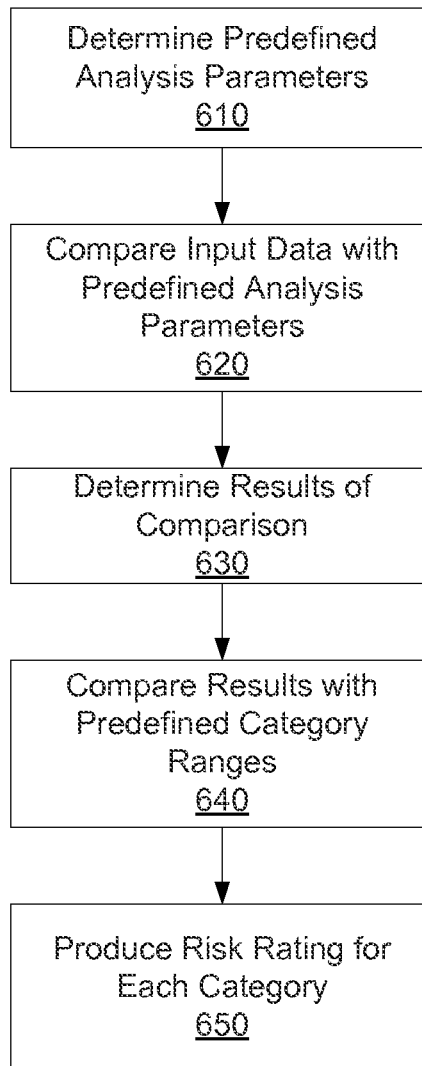 Determine Predefined
Analysis Parameters
610
Compare Input Data with
Predefined Analysis
Parameters
620
Determine Results of
Comparison
630
Compare Results with
Predefined Category
Ranges
640
Produce Risk Rating for
Each Category
650